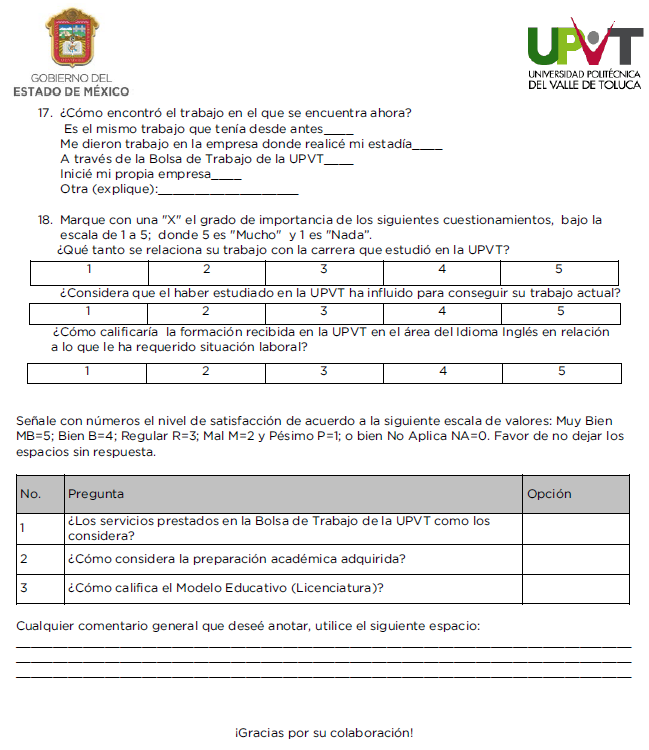 GOBIERNO DEL
ESTADO DE MÉXICO
UPVT
UNIVERSIDAD POLITÉCNICA
DEL VALLE DE TOLUCA
17. ¿Cómo encontró el trabajo en el que se encuentra ahora?
Es el mismo trabajo que tenía desde antes____
Me dieron trabajo en la empresa donde realicé mi estadía____
A través de la Bolsa de Trabajo de la UPVT____
Inicié mi propia empresa____
Otra (explique):___________________
18. Marque con una "X" el grado de importancia de los siguientes cuestionamientos, bajo la
escala de 1 a 5; donde 5 es "Mucho" y 1 es "Nada”.
¿Qué tanto se relaciona su trabajo con la carrera que estudió en la UPVT?
1 2 3 4 5
¿Considera que el haber estudiado en la UPVT ha influido para conseguir su trabajo actual?
1 2 3 4 5
¿Cómo calificaría la formación recibida en la UPVT en el área del Idioma Inglés en relación
a lo que le ha requerido situación laboral?
1 2 3 4 5
Señale con números el nivel de satisfacción de acuerdo a la siguiente escala de valores: Muy Bien
MB=5; Bien B=4; Regular R=3; Mal M=2 y Pésimo P=1; o bien No Aplica NA=0. Favor de no dejar los
espacios sin respuesta.
No. Pregunta Opción
1 ¿Los servicios prestados en la Bolsa de Trabajo de la UPVT como los
considera?
2 ¿Cómo considera la preparación académica adquirida?
3 ¿Cómo califica el Modelo Educativo (Licenciatura)?
Cualquier comentario general que deseé anotar, utilice el siguiente espacio:
¡Gracias por su colaboración!